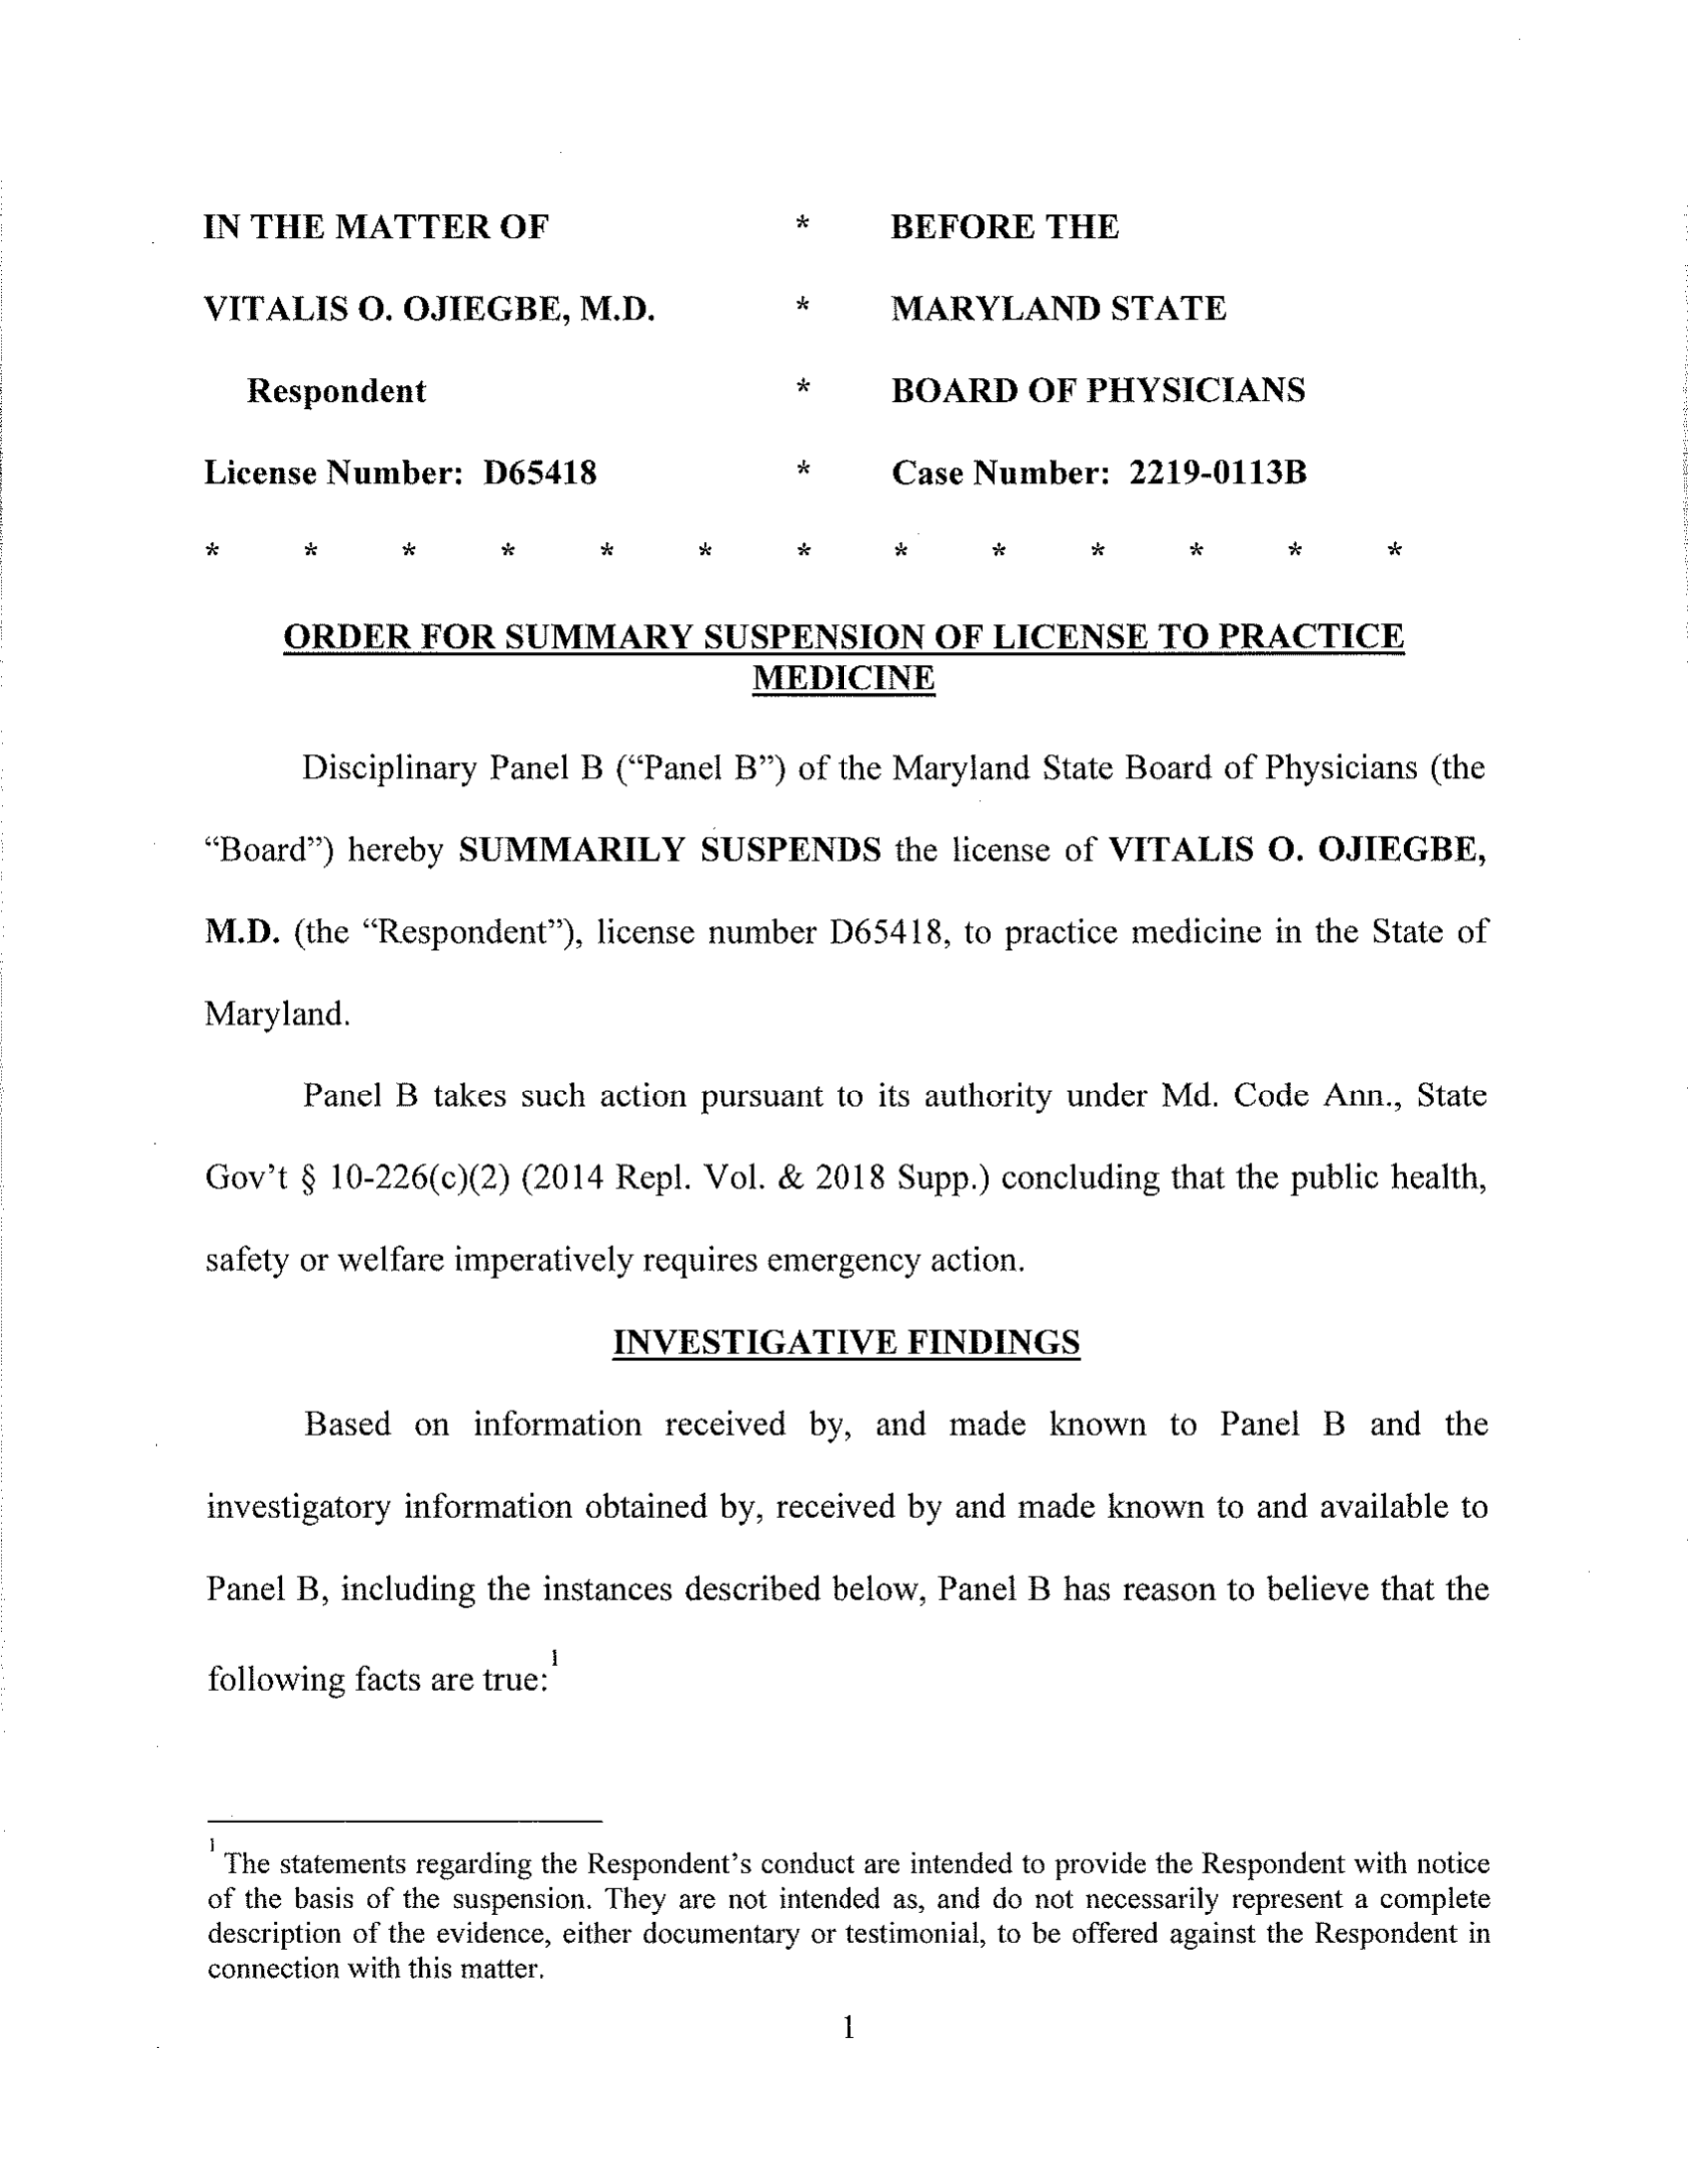 IN THE MATTER OF * BEFORE THE
VITALIS O. OJIEGBE, M.D. * MARYLAND STATE
Respondent * BOARD OF PHYSICIANS
License Number: D65418 * Case Number: 2219-0113B
* * * * * * * * * * * * *
ORDER FOR SUMMARY SUSPENSION OF LICENSE TO PRACTICE
MEDICINE
Disciplinary Panel B (“Panel B”) of the Maryland State Board of Physicians (the
“Board”) hereby SUMMARILY SUSPENDS the license of VITALIS O. OJIEGBE,
M.D. (the “Respondent”), license number D65418, to practice medicine in the State of
Maryland.
Panel B takes such action pursuant to its authority under Md. Code Ann., State
Gov’t § 10-226(c)(2) (2014 Repl. Vol. & 2018 Supp.) concluding that the public health,
safety or welfare imperatively requires emergency action.
INVESTIGATIVE FINDINGS
Based on information received by, and made known to Panel B and the
investigatory information obtained by, received by and made known to and available to
Panel B, including the instances described below, Panel B has reason to believe that the
following facts are true:1
1 The statements regarding the Respondent’s conduct are intended to provide the Respondent with notice
of the basis of the suspension. They are not intended as, and do not necessarily represent a complete
description of the evidence, either documentary or testimonial, to be offered against the Respondent in
connection with this matter.
1